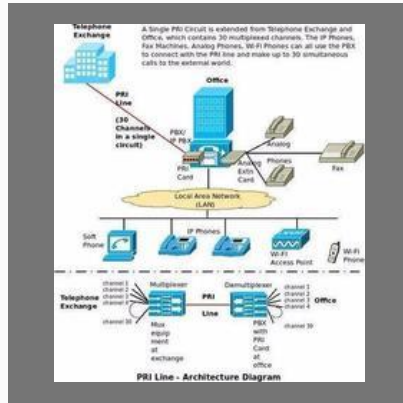 Telephone
Exchange
A Single PRI Circuit is extended from Telephone Exchange and
Office, which contains 30 multiplexed channels. The IP Phones,
Fax Machines, Analog Phones, Wi-Fi Phones can all use the PBX
to connect with the PRI line and make up to 30 simultaneous
calls to the external world.
Office
PRI
Line
(30
Channels
in a single
circuit)
PBX/
IP PBX
PRI
Card
Analog
Extn
Card
Analog
Phones
Fax
Local Area Network
(LAN)
Soft
Phone
IP Phones
Wi-Fi
Access Point
Wi-Fi
Phone
Telephone
Exchange
channel 1
channel 2
channel 3
channel 4
channel 30
Multiplexer
Mux
equip
ment
at
exchange
PRI
Line
Demultiplexer
PBX
with
PRI
Card
at
office
channel 1
channel 2
channel 3
channel 4
channel 30
Office
PRI Line - Architecture Diagram